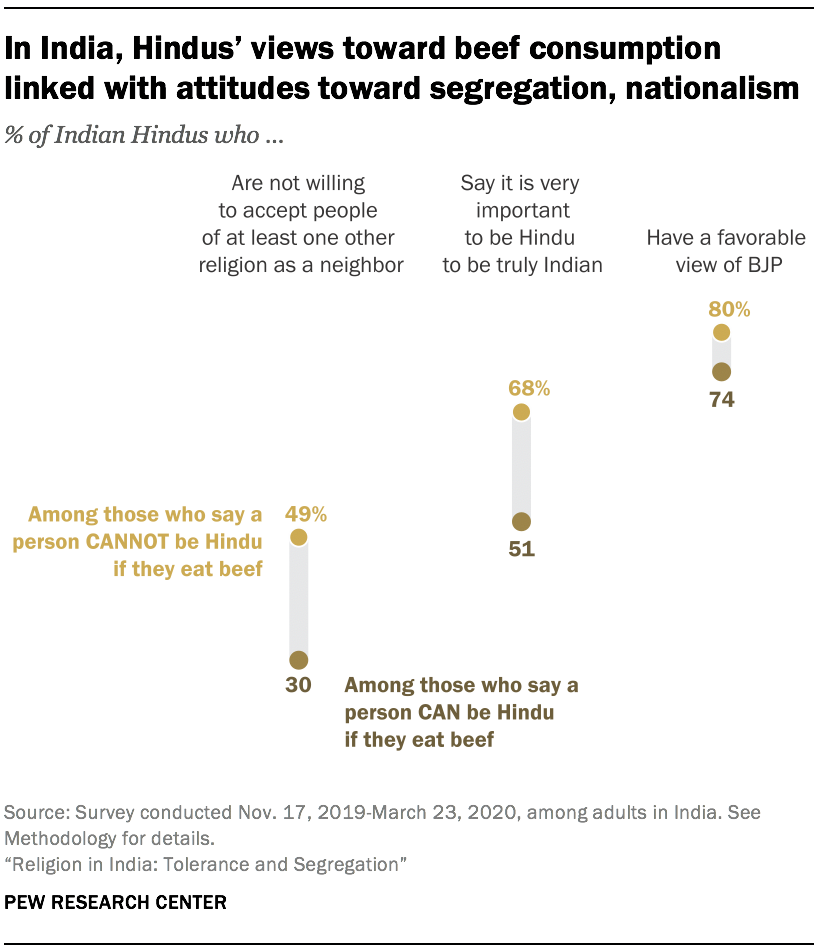 In India, Hindus’ views toward beef consumption
linked with attitudes toward segregation, nationalism
% of Indian Hindus who ...
Are not willing
to accept people
of at least one other
religion as a neighbor
Say it is very
important
to be Hindu
to be truly Indian
Have a favorable
view of BJP
80%
74
68%
51
Among those who say a
person CANNOT be Hindu
if they eat beef
49%
30
Among those who say a
person CAN be Hindu
if they eat beef
Source: Survey conducted Nov. 17, 2019-March 23, 2020, among adults in India. See
Methodology for details.
“Religion in India: Tolerance and Segregation”
PEW RESEARCH CENTER